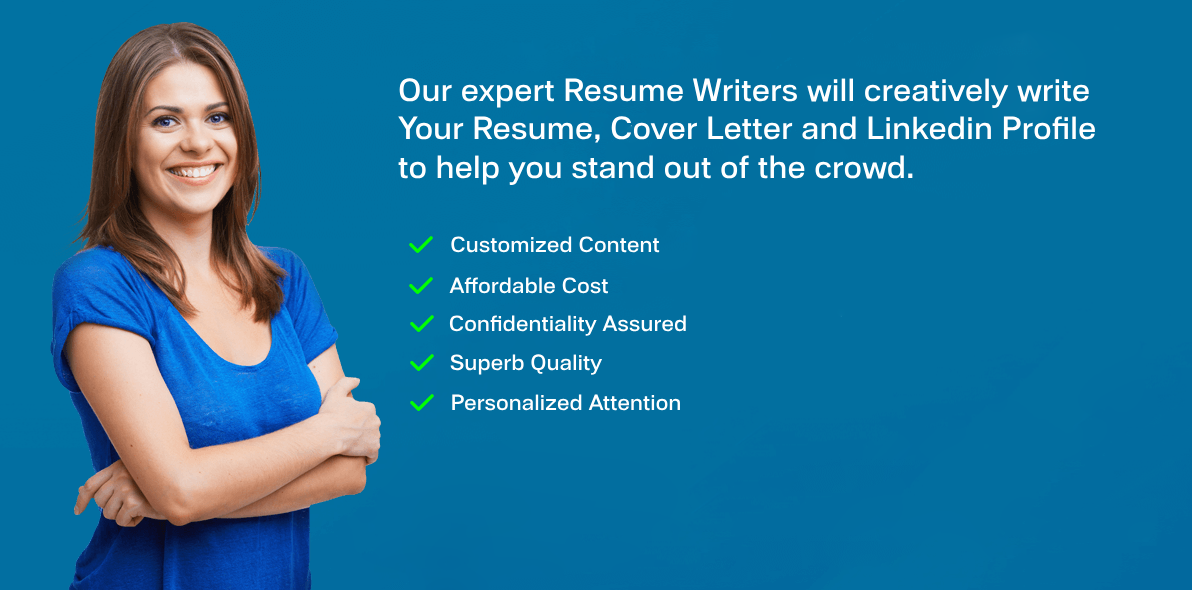 Our expert Resume Writers will creatively write
Your Resume, Cover Letter and Linkedin Profile
to help you stand out of the crowd.
Customized Content
Affordable Cost
Confidentiality Assured
Superb Quality
Personalized Attention